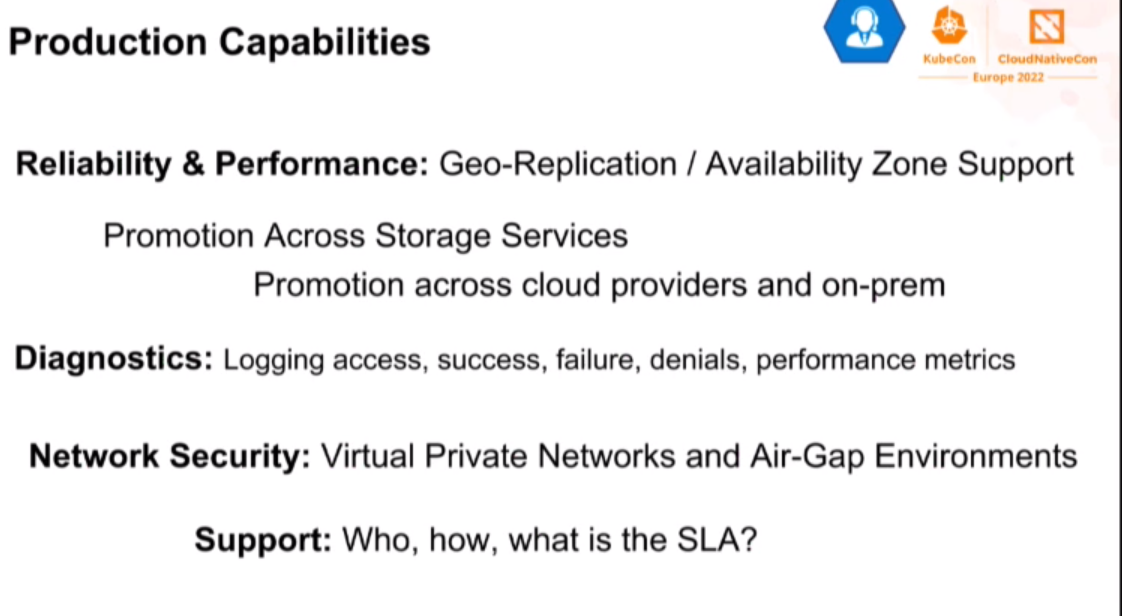 Production Capabilities
KubeCon
CloudNativeCon
Europe 2022
Reliability & Performance: Geo-Replication / Availability Zone Support
Promotion Across Storage Services
Promotion across cloud providers and on-prem
Diagnostics: Logging access, success, failure, denials, performance metrics
Network Security: Virtual Private Networks and Air-Gap Environments
Support: Who, how, what is the SLA?